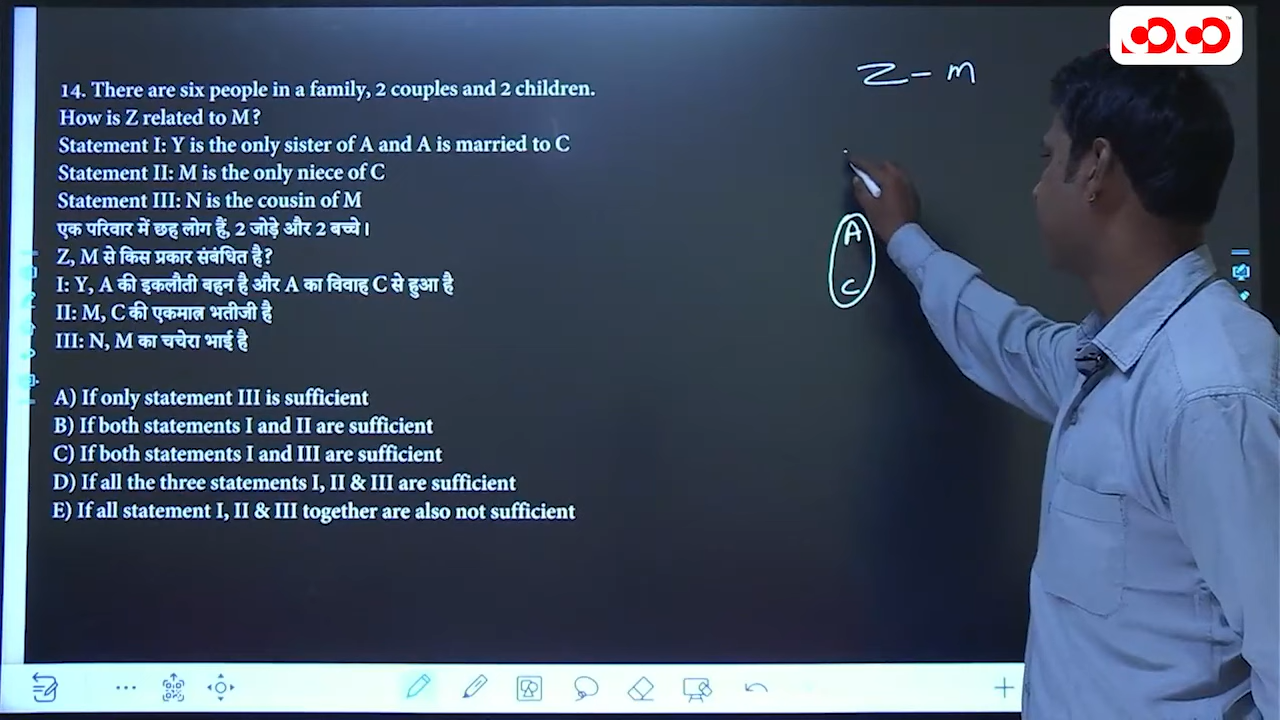 14. There are six people in a family, 2 couples and 2 children.
How is Z related to M?
Statement I: Y is the only sister of A and A is married to C
Statement II: M is the only niece of C
Statement III: N is the cousin of M
एक परिवार में छह लोग हैं, 2 जोड़े और 2 बच्चे।
Z, M से किस प्रकार संबंधित है?
I: Y, A की इकलौती बहन है और A का विवाह C से हुआ है
II: M, C की एकमात्र भतीजी है
III: N, M का चचेरा भाई है
A) If only statement III is sufficient
B) If both statements I and II are sufficient
C) If both statements I and III are sufficient
D) If all the three statements I, II & III are sufficient
E) If all statement I, II & III together are also not sufficient
Z – M
A
C